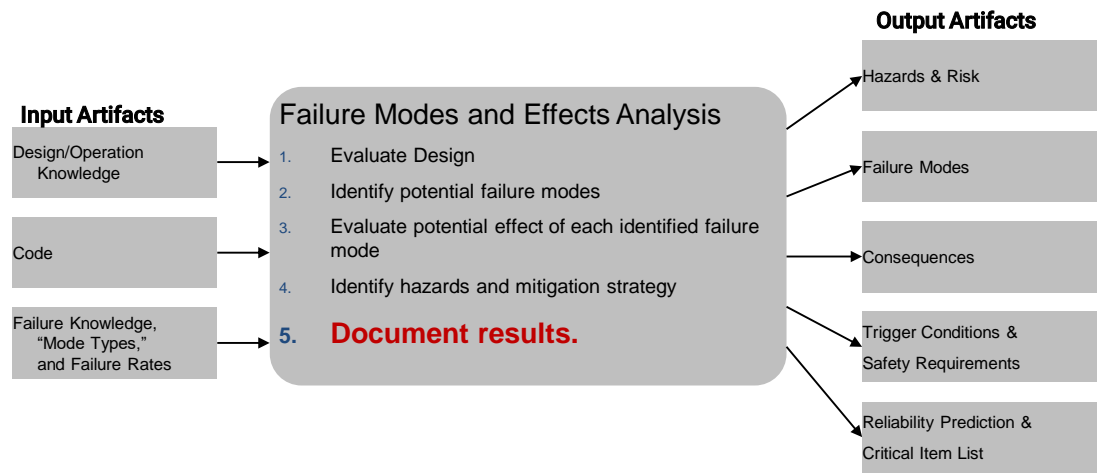 Input Artifacts
Design/Operation
Knowledge
Code
Failure Knowledge,
“Mode Types,”
and Failure Rates
Failure Modes and Effects Analysis
1. Evaluate Design
2. Identify potential failure modes
3. Evaluate potential effect of each identified failure
mode
4. Identify hazards and mitigation strategy
5. Document results.
Output Artifacts
Hazards & Risk
Failure Modes
Consequences
Trigger Conditions &
Safety Requirements
Reliability Prediction &
Critical Item List